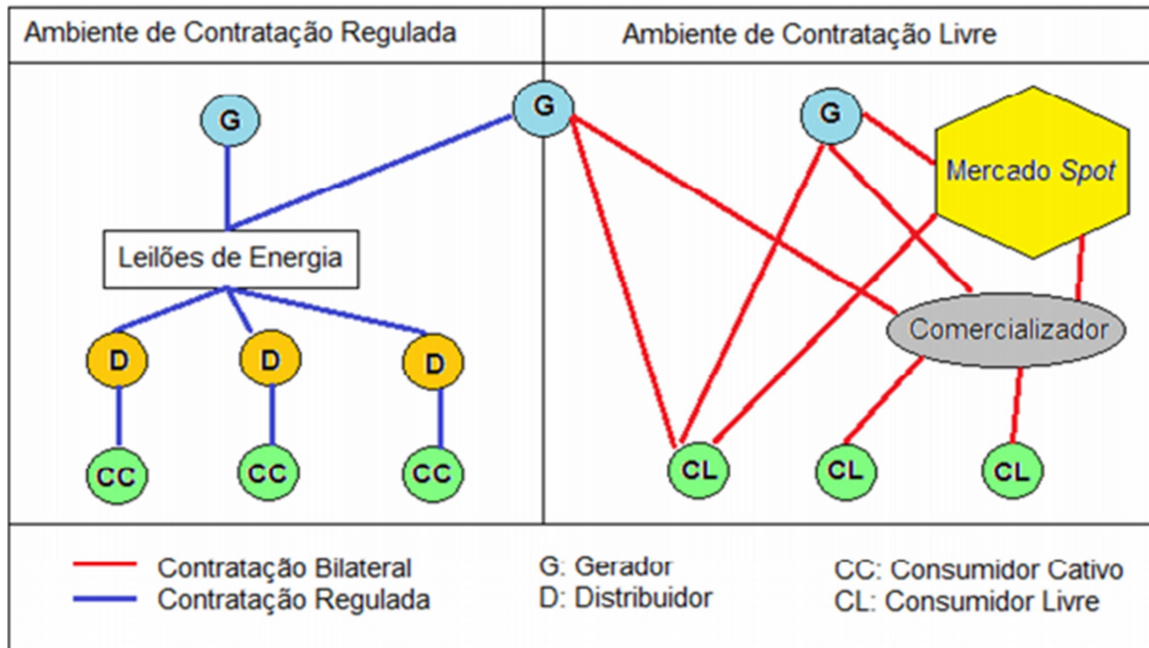 Ambiente de Contratação Regulada
Ambiente de Contratação Livre
G
G
G
Mercado Spot
Leilões de Energia
Comercializador
D
D
D
CC
CC
CC
CL
CL
CL
Contratação Bilateral
Contratação Regulada
G: Gerador
D: Distribuidor
CC: Consumidor Cativo
CL: Consumidor Livre